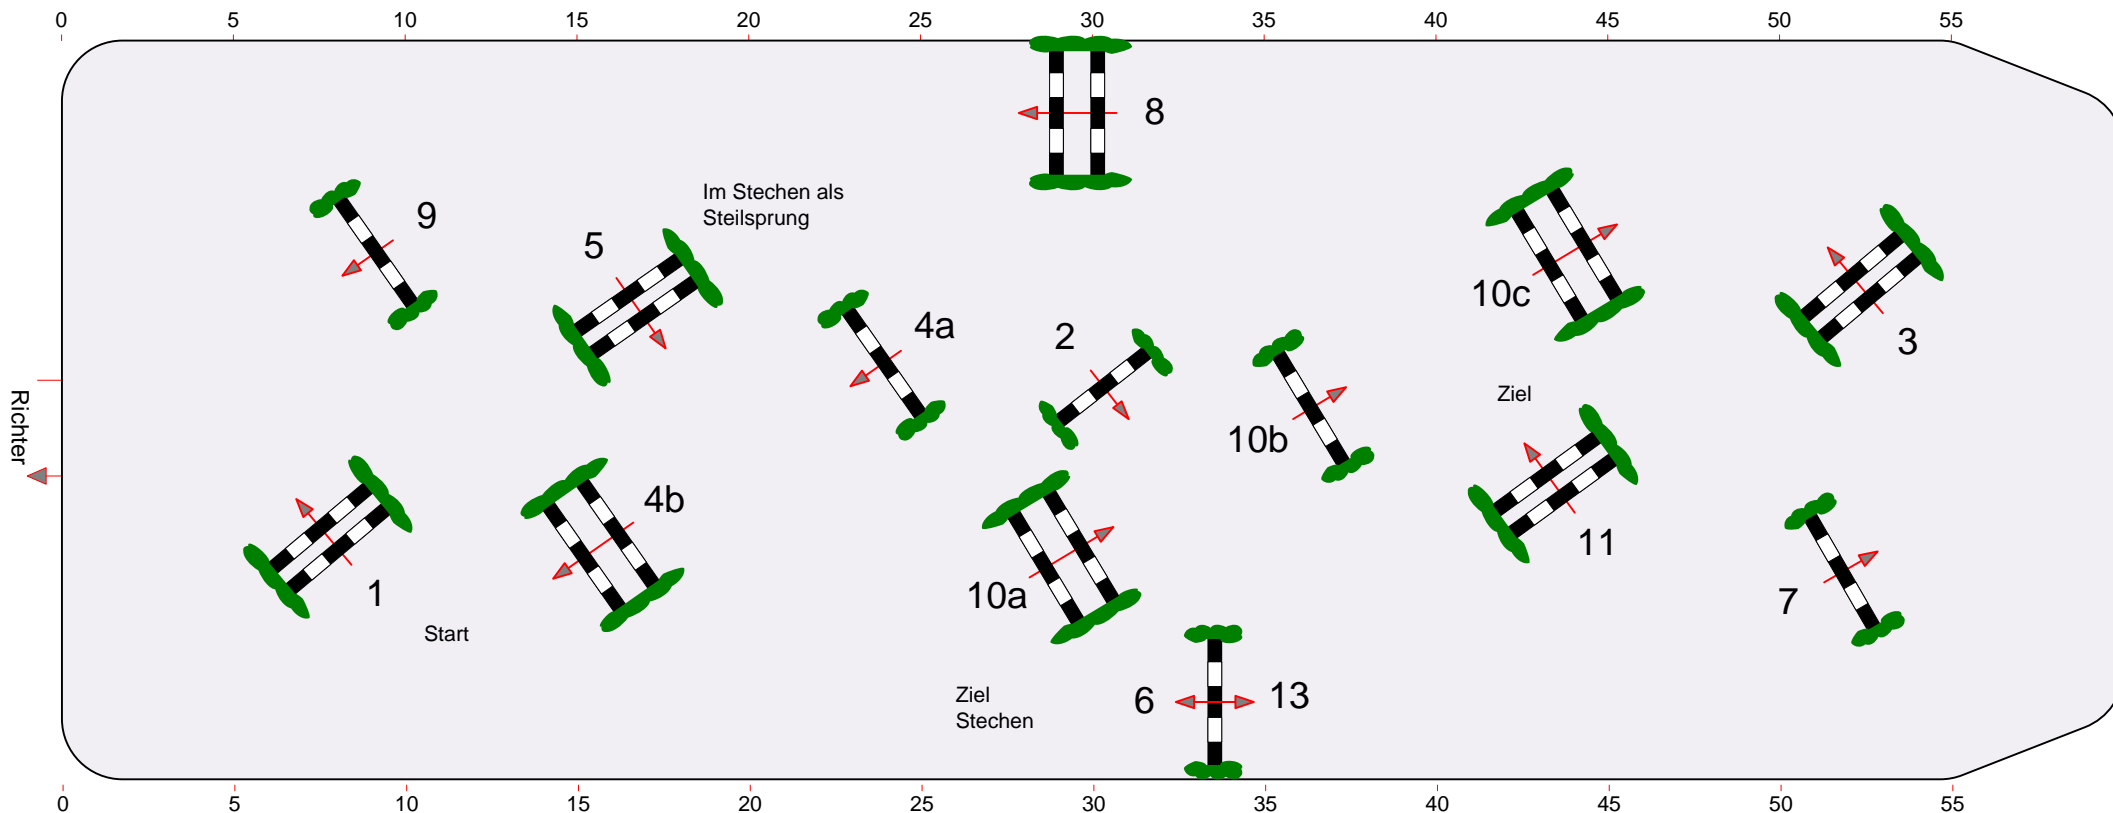 0 5 10 15 20 25 30 35 40 45 50 55
8
Im Stechen als
Steilsprung
9
5
10c
4a
2
3
Ziel
Richter
10b
4b
11
1
10a
7
Start
Ziel
Stechen
6
13
0 5 10 15 20 25 30 35 40 45 50 55